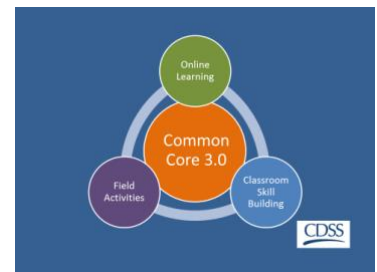 Online
Learning
Common
Core 3.0
Field
Activities
Classroom
Skill
Building
CDSS